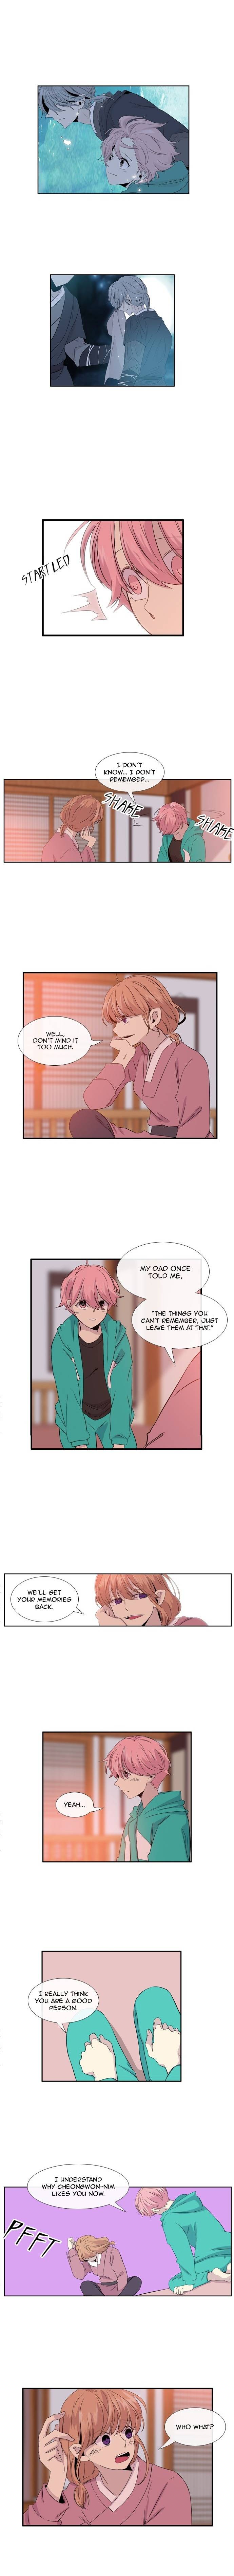 STARTLED
I DON'T
KNOW... I DON'T
REMEMBER...
SHAKE
SHAKE
WELL,
DON'T MIND IT
TOO MUCH.
MY DAD ONCE
TOLD ME,
"THE THINGS YOU
CAN'T REMEMBER, JUST
LEAVE THEM AT THAT."
WE'LL GET
YOUR MEMORIES
BACK.
YEAH...
I REALLY THINK
YOU ARE A GOOD
PERSON.
I UNDERSTAND
WHY CHEONGWON-NIM
LIKES YOU NOW.
PFFT
WHO WHAT?